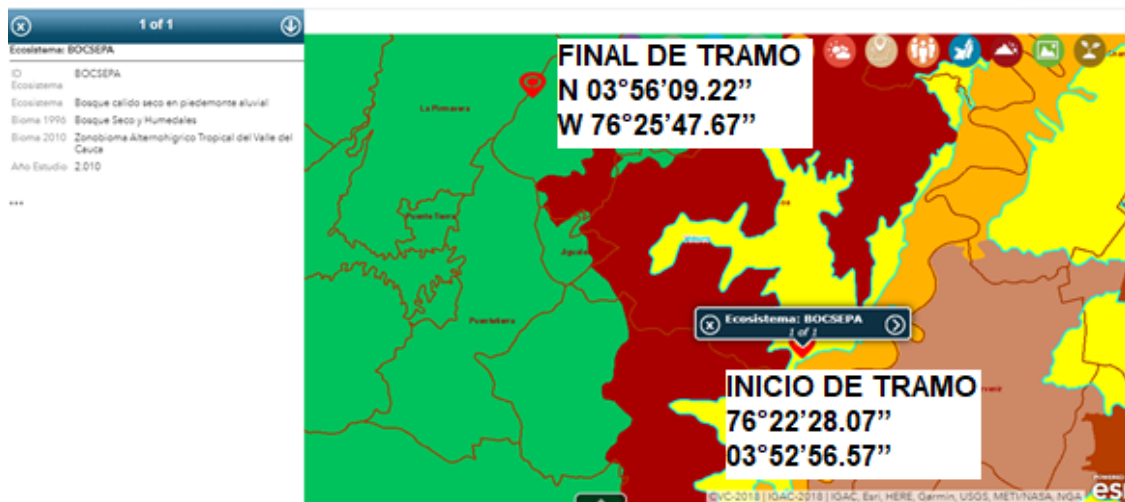 1 of 1
Ecosistema: BOCSEPA
ID Ecosistema BOCSEPA
Ecosistema Bosque calido seco en piedemonte aluvial
Bioma 1996 Bosque Seco y Humedales
Bioma 2010 Zonobioma Alternohigrico Tropical del Valle del Cauca
Año Estudio 2.010
...
FINAL DE TRAMO
N 03°56’09.22”
W 76°25’47.67”
La Primavera
Puente Tierra
Puentetierra
Ecosistema: BOCSEPA
1 of 1
INICIO DE TRAMO
76°22’28.07”
03°52’56.57”
CVC-2018 | IGAC-2018 | IGAC, Esri, HERE, Garmin, USGS, METI/NASA, NGA
esri